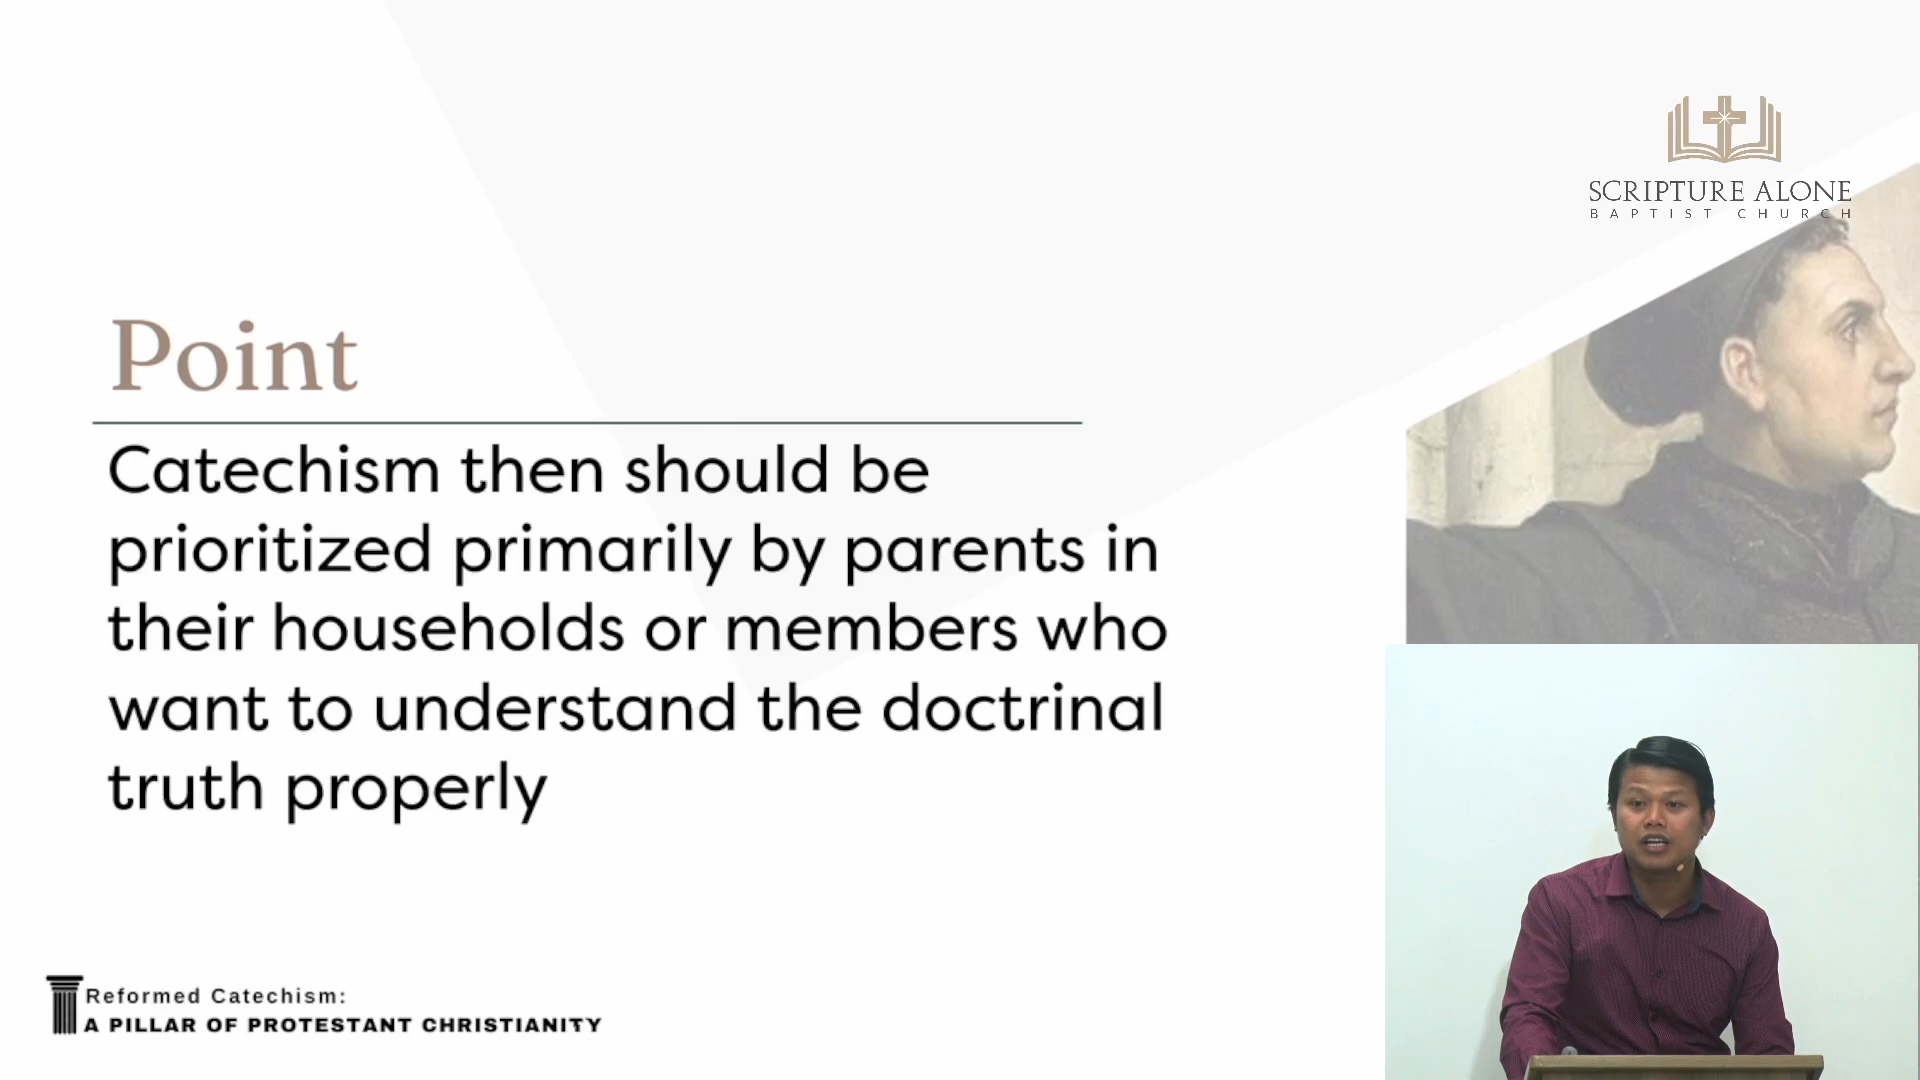 SCRIPTURE ALONE
BAPTIST CHURCH
Point
Catechism then should be
prioritized primarily by parents in
their households or members who
want to understand the doctrinal
truth properly
Reformed Catechism:
A PILLAR OF PROTESTANT CHRISTIANITY